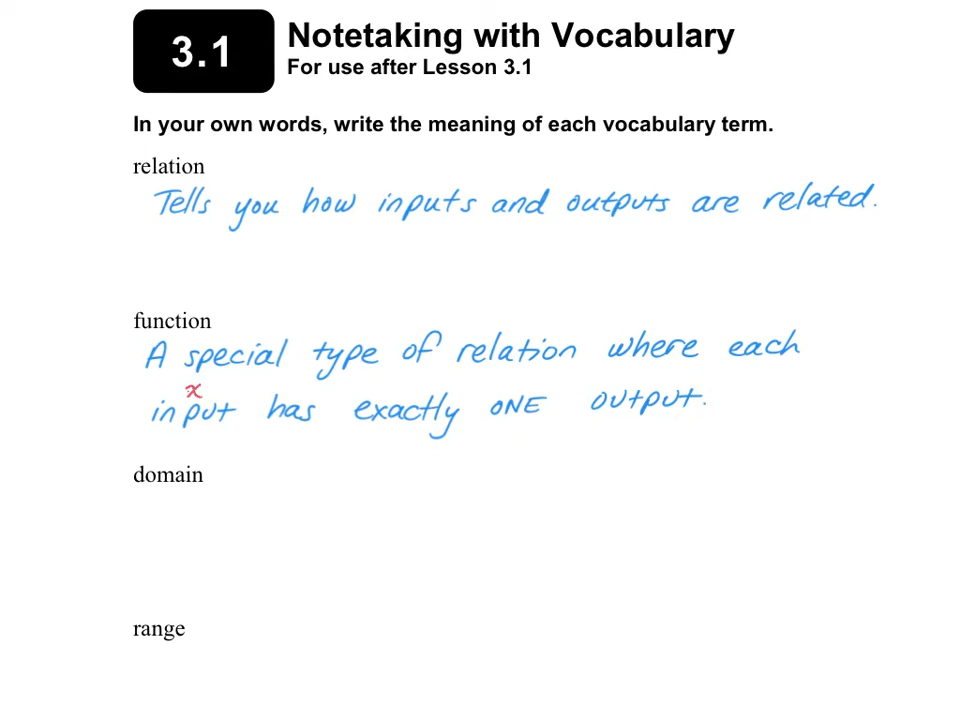 3.1
Notetaking with Vocabulary
For use after Lesson 3.1
In your own words, write the meaning of each vocabulary term.
relation
Tells you how inputs and outputs are related.
function
A special type of relation where each
x
input has exactly ONE output.
domain
range